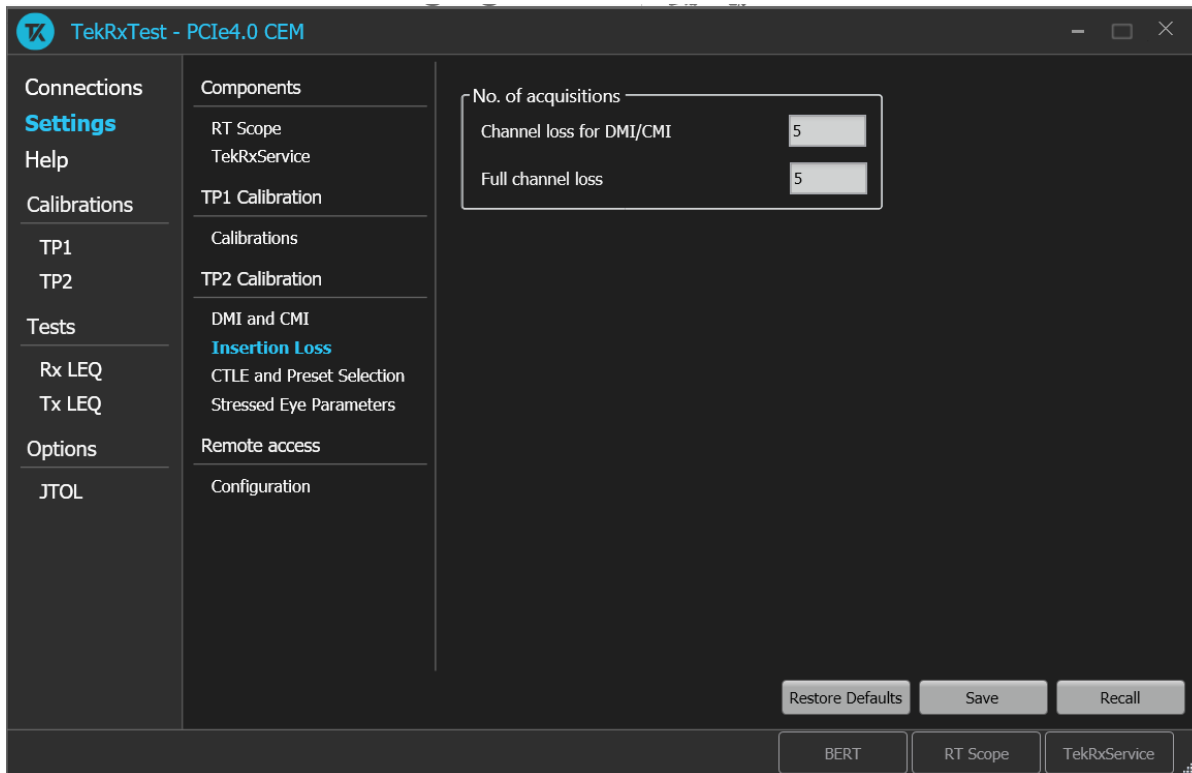 TekRxTest - PCIe4.0 CEM
Connections
Settings
Help
Calibrations
TP1
TP2
Tests
Rx LEQ
Tx LEQ
Options
JTOL
Components
RT Scope
TekRxService
TP1 Calibration
Calibrations
TP2 Calibration
DMI and CMI
Insertion Loss
CTLE and Preset Selection
Stressed Eye Parameters
Remote access
Configuration
No. of acquisitions
Channel loss for DMI/CMI 5
Full channel loss 5
Restore Defaults Save Recall
BERT RT Scope TekRxService